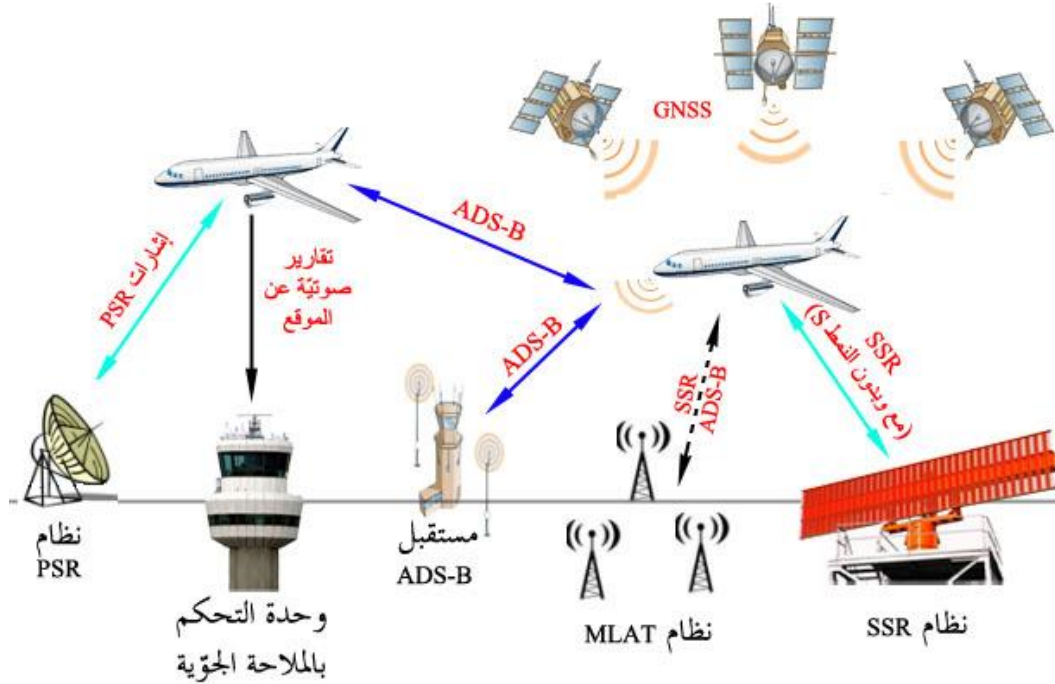 GNSS
ADS-B
إشارات PSR
تقارير
صوتيّة عن
الموقع
ADS-B
SSR
ADS-B
SSR
(مع وبدون النمط S)
نظام
PSR
وحدة التحكم
بالملاحة الجوّية
مستقبل
ADS-B
نظام MLAT
نظام SSR